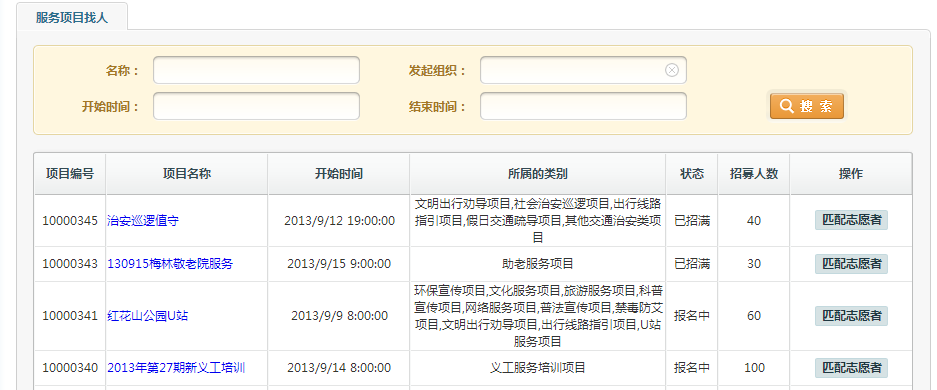 服务项目找人
名称： 发起组织：
开始时间： 结束时间： 搜 索
项目编号 项目名称 开始时间 所属的类别 状态 招募人数 操作
10000345 治安巡逻值守 2013/9/12 19:00:00 文明出行劝导项目,社会治安巡逻项目,出行线路
指引项目,假日交通疏导项目,其他交通治安类项
目 已招满 40 匹配志愿者
10000343 130915梅林敬老院服务 2013/9/15 9:00:00 助老服务项目 已招满 30 匹配志愿者
10000341 红花山公园U站 2013/9/9 8:00:00 环保宣传项目,文化服务项目,旅游服务项目,科普
宣传项目,网络服务项目,普法宣传项目,禁毒防艾
项目,文明出行劝导项目,出行线路指引项目,U站
服务项目 报名中 60 匹配志愿者
10000340 2013年第27期新义工培训 2013/9/14 8:00:00 义工服务培训项目 报名中 100 匹配志愿者